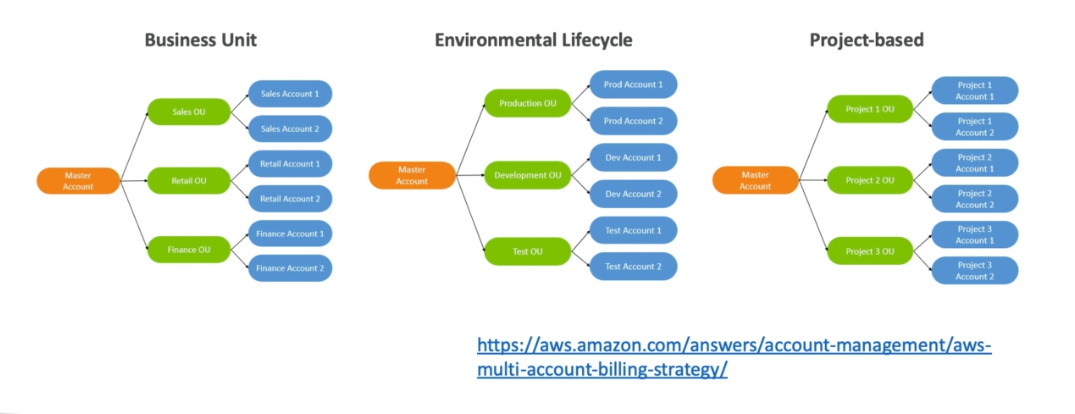 Business Unit
Environmental Lifecycle
Project-based
Master
Account
Sales OU
Sales Account 1
Sales Account 2
Retail OU
Retail Account 1
Retail Account 2
Finance OU
Finance Account 1
Finance Account 2
Master
Account
Production OU
Prod Account 1
Prod Account 2
Development OU
Dev Account 1
Dev Account 2
Test OU
Test Account 1
Test Account 2
Master
Account
Project 1 OU
Project 1
Account 1
Project 1
Account 2
Project 2 OU
Project 2
Account 1
Project 2
Account 2
Project 3 OU
Project 3
Account 1
Project 3
Account 2
https://aws.amazon.com/answers/account-management/aws-
multi-account-billing-strategy/